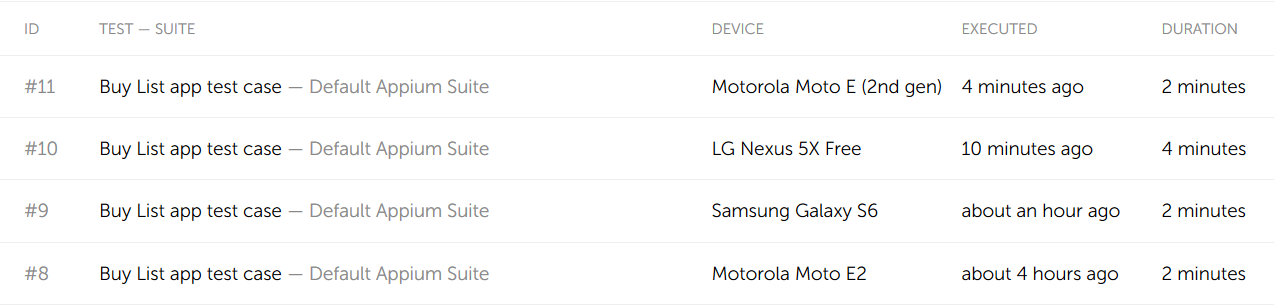 ID TEST — SUITE DEVICE EXECUTED DURATION
#11 Buy List app test case — Default Appium Suite Motorola Moto E (2nd gen) 4 minutes ago 2 minutes
#10 Buy List app test case — Default Appium Suite LG Nexus 5X Free 10 minutes ago 4 minutes
#9 Buy List app test case — Default Appium Suite Samsung Galaxy S6 about an hour ago 2 minutes
#8 Buy List app test case — Default Appium Suite Motorola Moto E2 about 4 hours ago 2 minutes